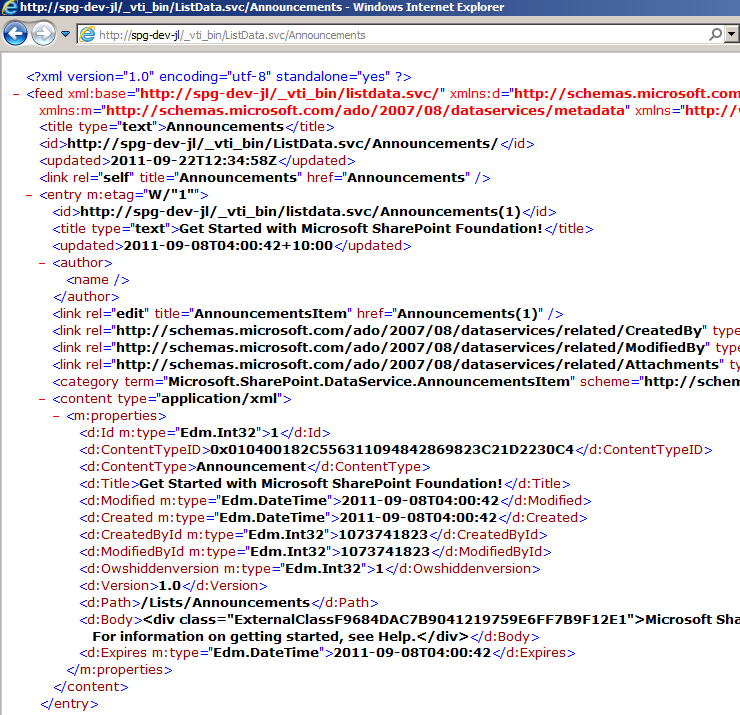 http://spg-dev-jl/_vti_bin/ListData.svc/Announcements - Windows Internet Explorer
http://spg-dev-jl/_vti_bin/ListData.svc/Announcements
<?xml version="1.0" encoding="utf-8" standalone="yes" ?>
- <feed xml:base="http://spg-dev-jl/_vti_bin/listdata.svc/" xmlns:d="http://schemas.microsoft.com/
xmlns:m="http://schemas.microsoft.com/ado/2007/08/dataservices/metadata" xmlns="http://
<title type="text">Announcements</title>
<id>http://spg-dev-jl/_vti_bin/ListData.svc/Announcements/</id>
<updated>2011-09-22T12:34:58Z</updated>
<link rel="self" title="Announcements" href="Announcements" />
- <entry m:etag="W/"1"">
<id>http://spg-dev-jl/_vti_bin/listdata.svc/Announcements(1)</id>
<title type="text">Get Started with Microsoft SharePoint Foundation!</title>
<updated>2011-09-08T04:00:42+10:00</updated>
- <author>
<name />
</author>
<link rel="edit" title="AnnouncementsItem" href="Announcements(1)" />
<link rel="http://schemas.microsoft.com/ado/2007/08/dataservices/related/CreatedBy" type
<link rel="http://schemas.microsoft.com/ado/2007/08/dataservices/related/ModifiedBy" type
<link rel="http://schemas.microsoft.com/ado/2007/08/dataservices/related/Attachments" ty
<category term="Microsoft.SharePoint.DataService.AnnouncementsItem" scheme="http://schem
- <content type="application/xml">
- <m:properties>
<d:Id m:type="Edm.Int32">1</d:Id>
<d:ContentTypeID>0x010400182C556311094842869823C21D2230C4</d:ContentTypeID>
<d:ContentType>Announcement</d:ContentType>
<d:Title>Get Started with Microsoft SharePoint Foundation!</d:Title>
<d:Modified m:type="Edm.DateTime">2011-09-08T04:00:42</d:Modified>
<d:Created m:type="Edm.DateTime">2011-09-08T04:00:42</d:Created>
<d:CreatedById m:type="Edm.Int32">1073741823</d:CreatedById>
<d:ModifiedById m:type="Edm.Int32">1073741823</d:ModifiedById>
<d:Owshiddenversion m:type="Edm.Int32">1</d:Owshiddenversion>
<d:Version>1.0</d:Version>
<d:Path>/Lists/Announcements</d:Path>
<d:Body><div class="ExternalClassF9684DAC7B9041219759E6FF7B9F12E1">Microsoft Sha
For information on getting started, see Help.</div></d:Body>
<d:Expires m:type="Edm.DateTime">2011-09-08T04:00:42</d:Expires>
</m:properties>
</content>
</entry>